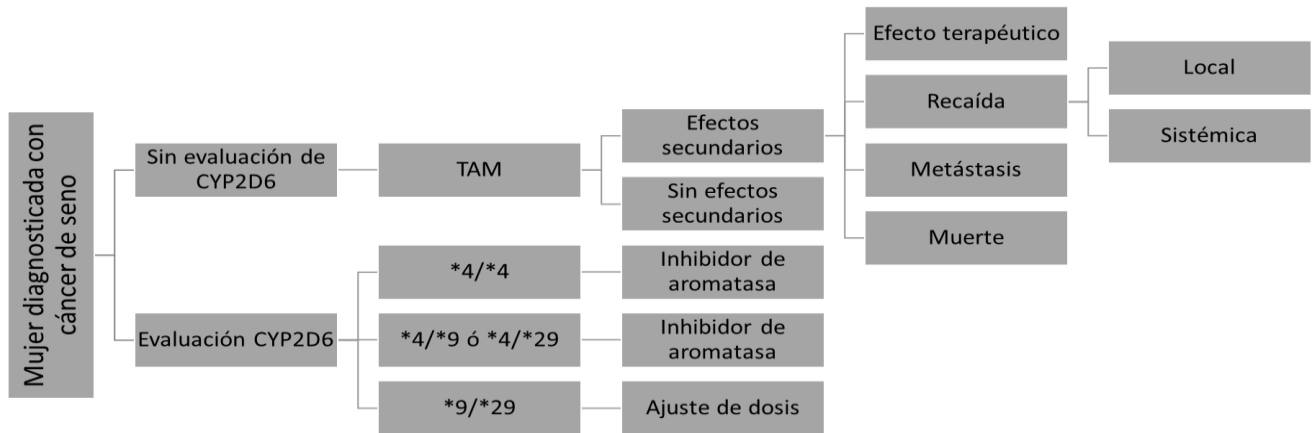 Mujer diagnosticada con
cáncer de seno
Sin evaluación de
CYP2D6
TAM
Efectos
secundarios
Efecto terapéutico
Recaída
Local
Sistémica
Metástasis
Muerte
Sin efectos
secundarios
Evaluación CYP2D6
*4/*4
Inhibidor de
aromatasa
*4/*9 ó *4/*29
Inhibidor de
aromatasa
*9/*29
Ajuste de dosis